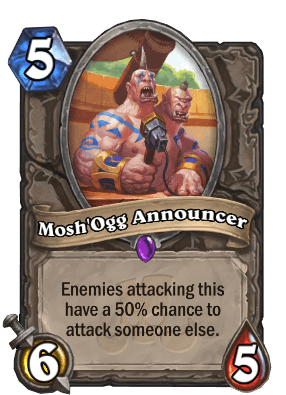 5
Mosh'Ogg Announcer
Enemies attacking this
have a 50% chance to
attack someone else.
6
5